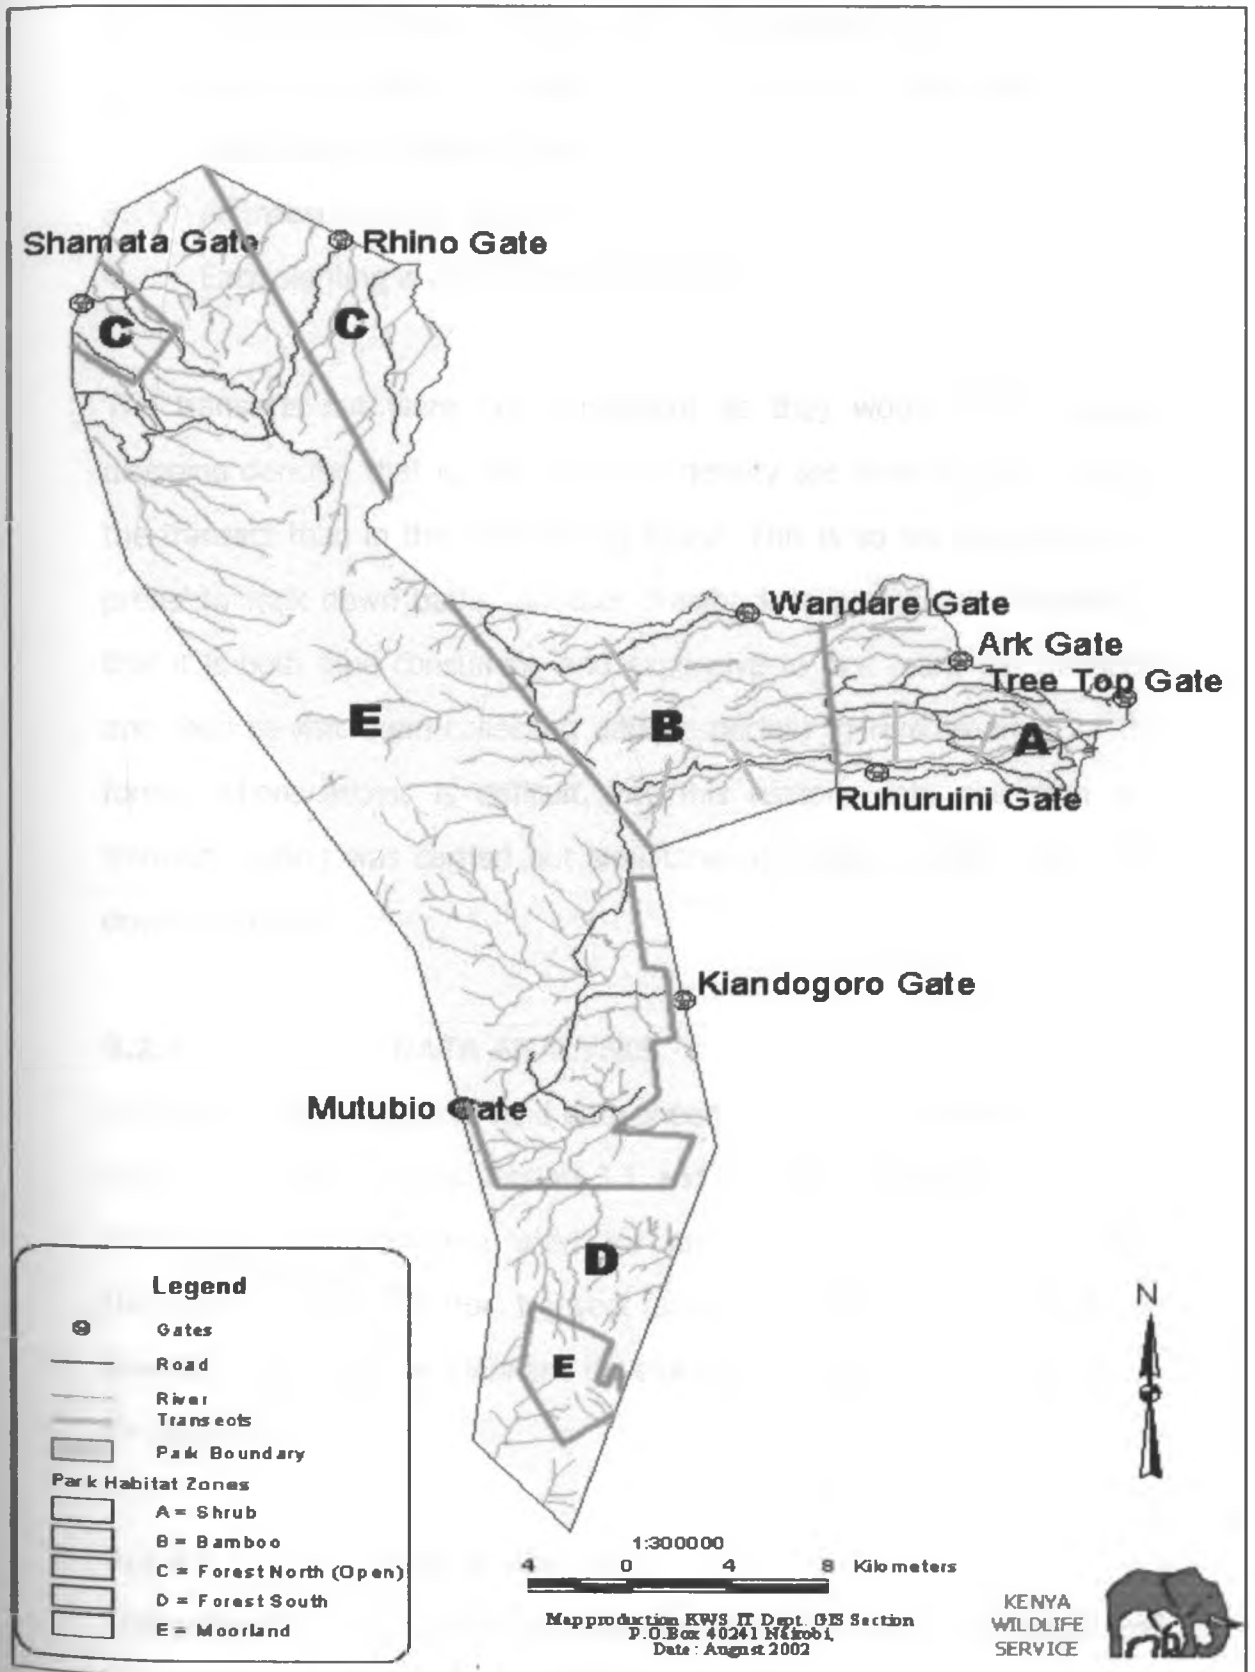 Shamata Gate
Rhino Gate
C
C
Wandare Gate
Ark Gate
Tree Top Gate
E
B
A
Ruhuruini Gate
Kiandogoro Gate
Mutubio Gate
D
E
Legend
Gates
Road
River
Transects
Park Boundary
Park Habitat Zones
A = Shrub
B = Bamboo
C = Forest North (Open)
D = Forest South
E = Moorland
N
1:300000
4 0 4 8 Kilometers
Map production KWS IT Dept. GIS Section
P.O.Box 40241 Nairobi,
Date : August 2002
KENYA
WILDLIFE
SERVICE